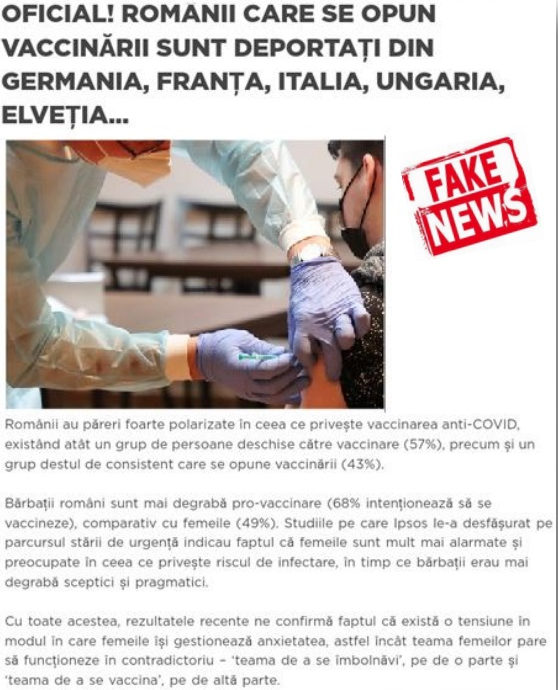 OFICIAL! ROMÂNII CARE SE OPUN
VACCINĂRII SUNT DEPORTAȚI DIN
GERMANIA, FRANȚA, ITALIA, UNGARIA,
ELVEȚIA...
FAKE
NEWS
Românii au păreri foarte polarizate în ceea ce privește vaccinarea anti-COVID,
existând atât un grup de persoane deschise către vaccinare (57%), precum și un
grup destul de consistent care se opune vaccinării (43%).
Bărbații români sunt mai degrabă pro-vaccinare (68% intenționează să se
vaccineze), comparativ cu femeile (49%). Studiile pe care Ipsos le-a desfășurat pe
parcursul stării de urgență indicau faptul că femeile sunt mult mai alarmate și
preocupate în ceea ce privește riscul de infectare, în timp ce bărbații erau mai
degrabă sceptici și pragmatici.
Cu toate acestea, rezultatele recente ne confirmă faptul că există o tensiune în
modul în care femeile își gestionează anxietatea, astfel încât teama femeilor pare
să funcționeze în contradictoriu – ‘teama de a se îmbolnăvi’, pe de o parte și
‘teama de a se vaccina’, pe de altă parte.